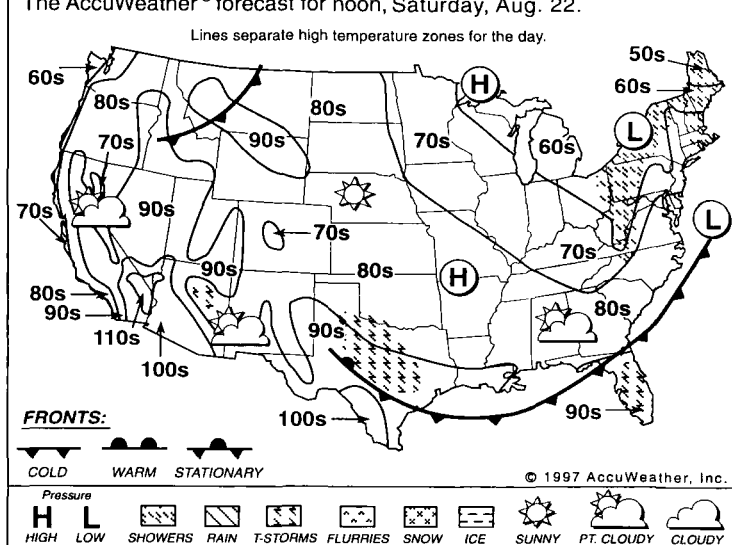 The AccuWeather® forecast for noon, Saturday, Aug. 22.
Lines separate high temperature zones for the day.
60s
80s
70s
90s
80s
H
70s
60s
L
50s
60s
70s
90s
70s
80s
H
70s
L
80s
90s
110s
100s
90s
90s
100s
80s
90s
FRONTS:
COLD WARM STATIONARY
© 1997 AccuWeather, Inc.
Pressure
H L
HIGH LOW SHOWERS RAIN T-STORMS FLURRIES SNOW ICE SUNNY PT. CLOUDY CLOUDY